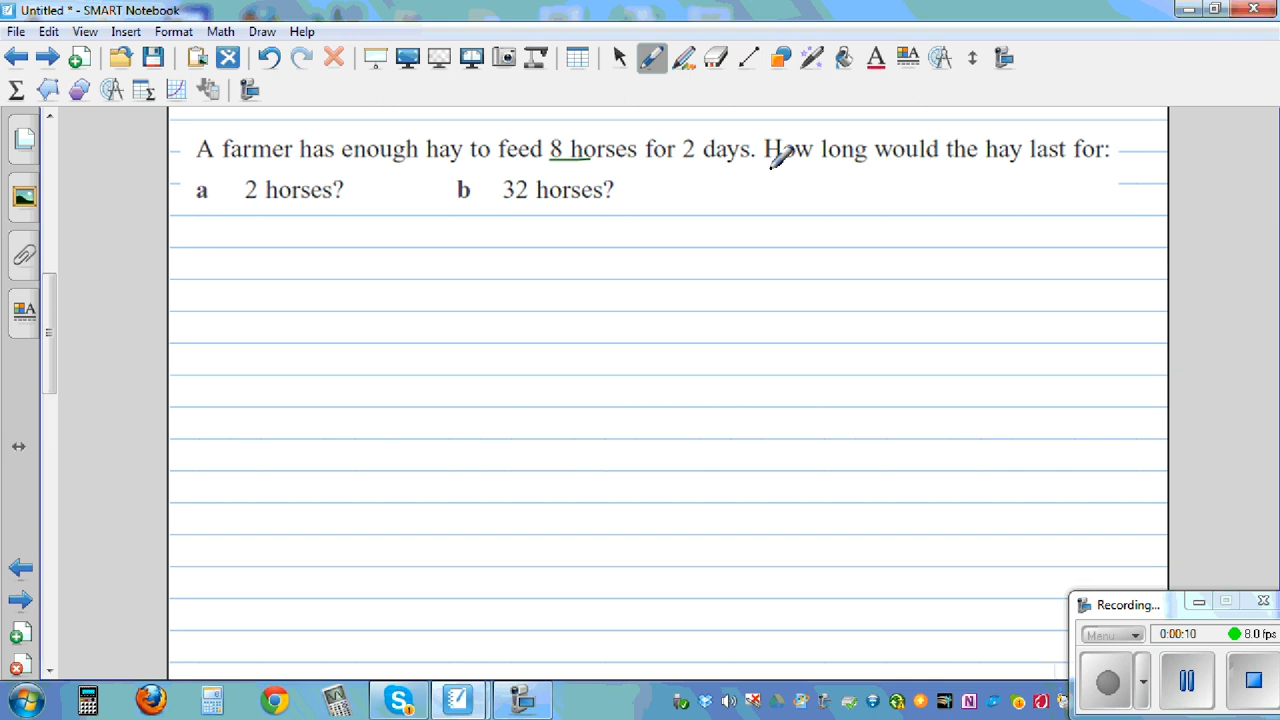 Untitled * - SMART Notebook
File Edit View Insert Format Math Draw Help
A farmer has enough hay to feed 8 horses for 2 days. How long would the hay last for:
a 2 horses? b 32 horses?
Recording...
Menu 0:00:10 8.0 fps